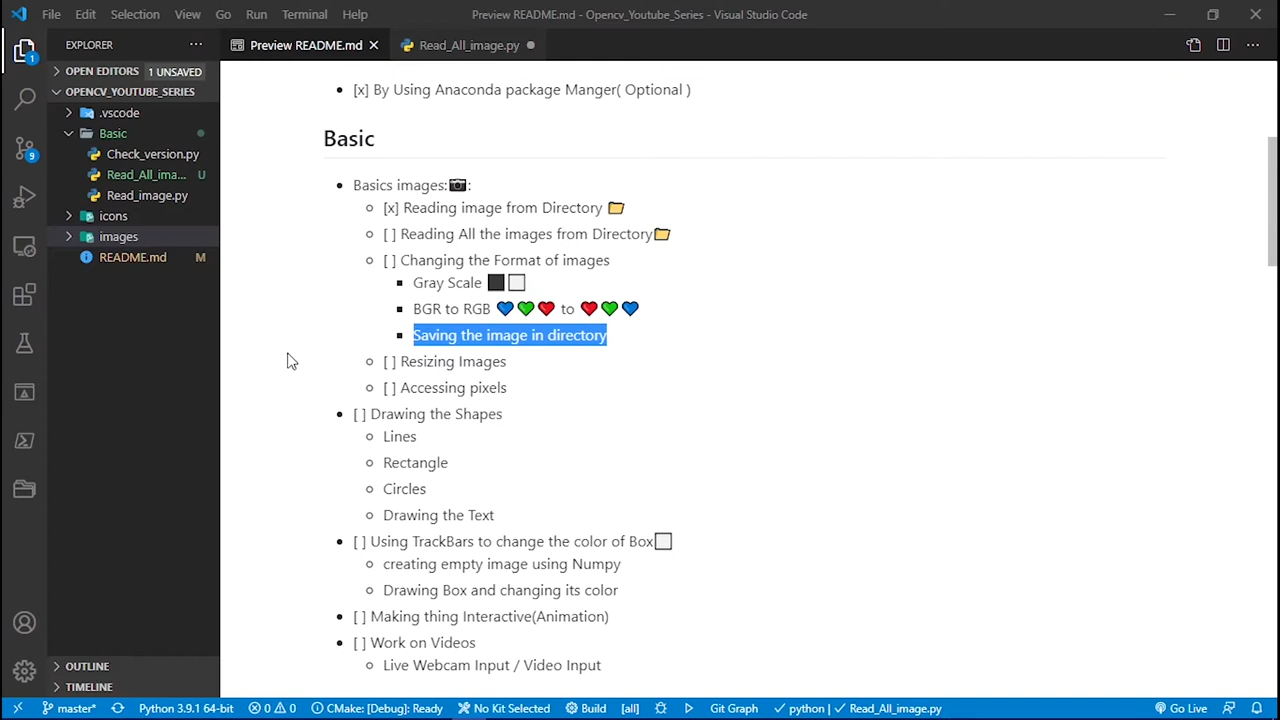 File Edit Selection View Go Run Terminal Help
Preview README.md - Opencv_Youtube_Series - Visual Studio Code
EXPLORER
Preview README.md
Read_All_image.py
OPEN EDITORS 1 UNSAVED
OPENCV_YOUTUBE_SERIES
.vscode
Basic
Check_version.py
Read_All_ima... U
Read_image.py
icons
images
README.md M
1
9
[x] By Using Anaconda package Manger( Optional )
Basic
Basics images:📷:
[x] Reading image from Directory 📁
[ ] Reading All the images from Directory📁
[ ] Changing the Format of images
Gray Scale ⬛⬜
BGR to RGB 💙💚❤️ to ❤️💚💙
Saving the image in directory
[ ] Resizing Images
[ ] Accessing pixels
[ ] Drawing the Shapes
Lines
Rectangle
Circles
Drawing the Text
[ ] Using TrackBars to change the color of Box⬜
creating empty image using Numpy
Drawing Box and changing its color
[ ] Making thing Interactive(Animation)
[ ] Work on Videos
Live Webcam Input / Video Input
OUTLINE
TIMELINE
master* Python 3.9.1 64-bit 0 0 CMake: [Debug]: Ready No Kit Selected Build [all] Git Graph python | Read_All_image.py Go Live